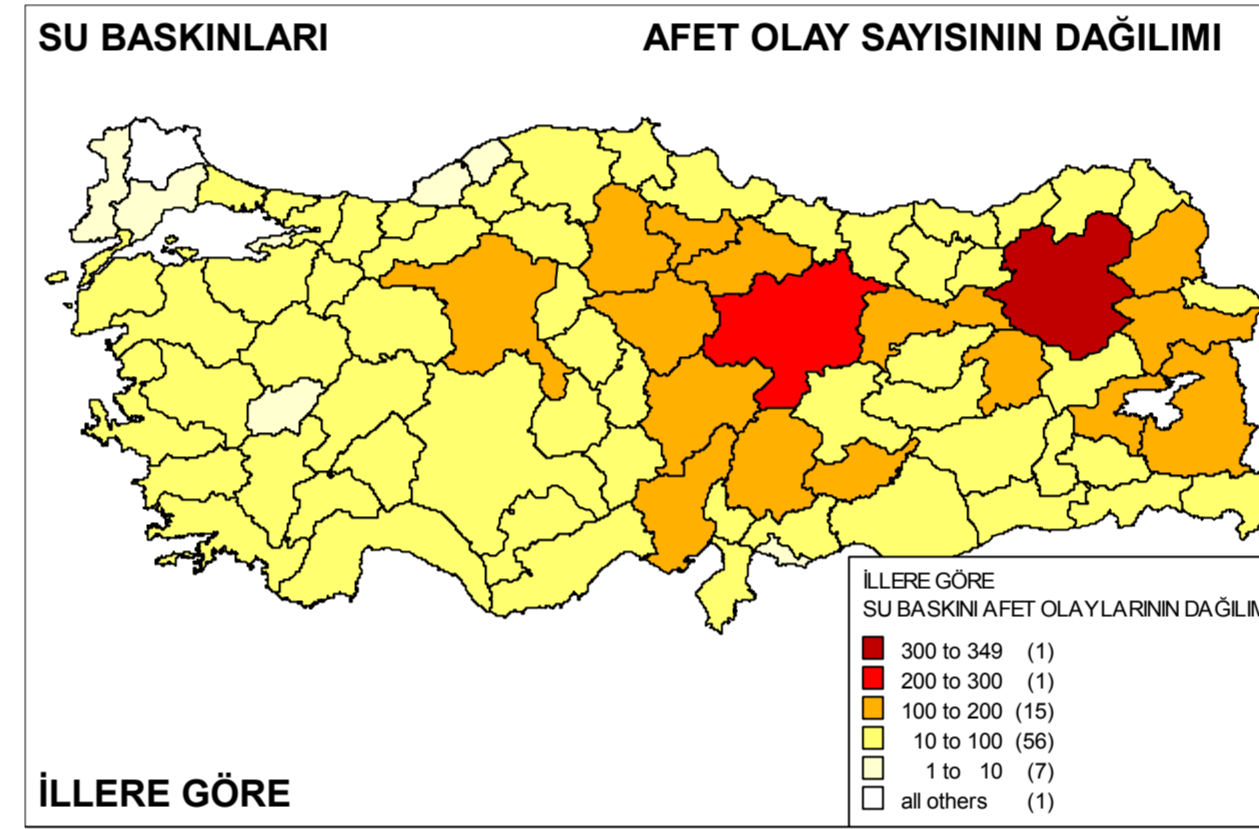 SU BASKINLARI
AFET OLAY SAYISININ DAĞILIMI
İLLERE GÖRE
SU BASKINI AFET OLAYLARININ DAĞILIM
300 to 349 (1)
200 to 300 (1)
100 to 200 (15)
10 to 100 (56)
1 to 10 (7)
all others (1)
İLLERE GÖRE